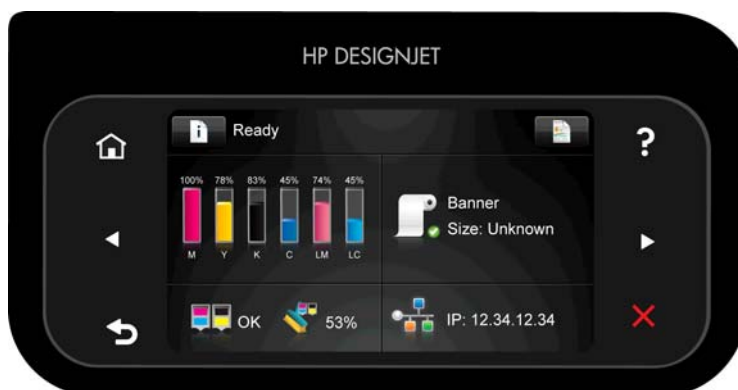 HP DESIGNJET
i Ready
?
100% 78% 83% 45% 74% 45%
M Y K C LM LC
Banner
Size: Unknown
OK 53%
IP: 12.34.12.34